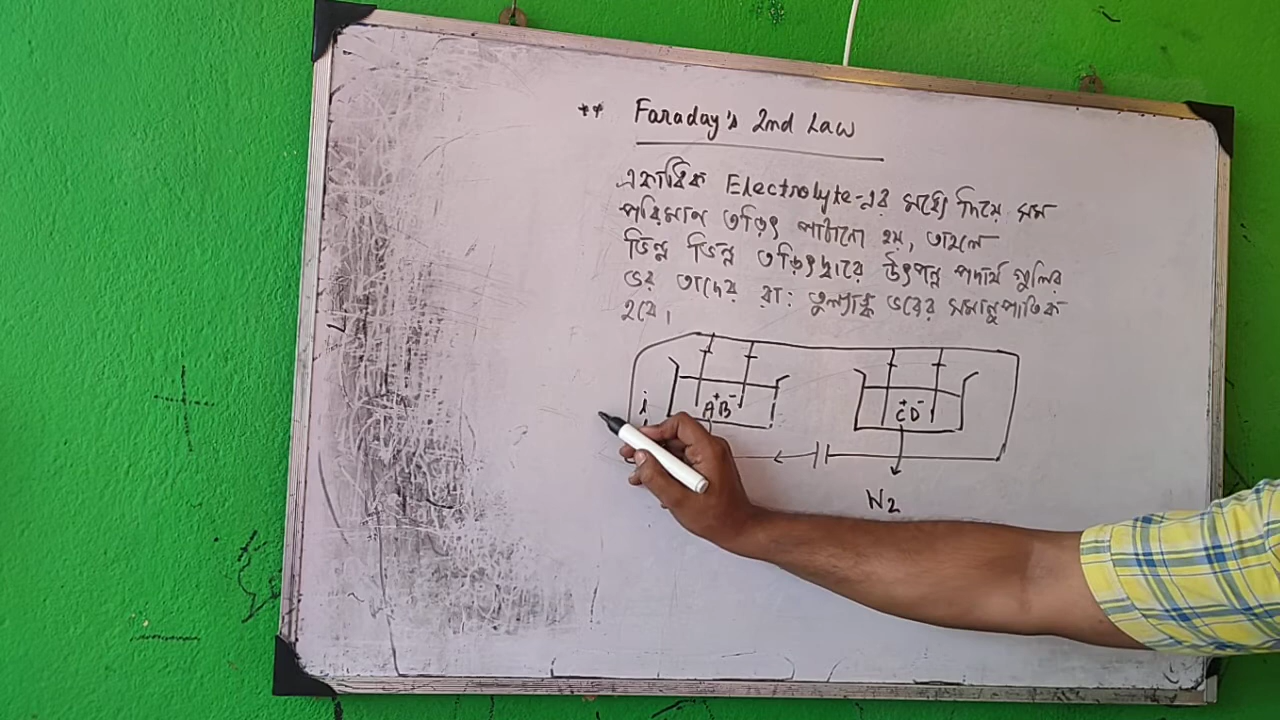 ** Faraday's 2nd Law
একাধিক Electrolyte-এর মধ্যে দিয়ে সম
পরিমান তড়িৎ পাঠানো হয়, তাহলে
ভিন্ন ভিন্ন তড়িৎদ্বারে উৎপন্ন পদার্থ গুলির
ভর তাদের রা: তুল্যাঙ্ক ভরের সমানুপাতিক
হবে।
i
A⁺B⁻
C⁺D⁻
W2